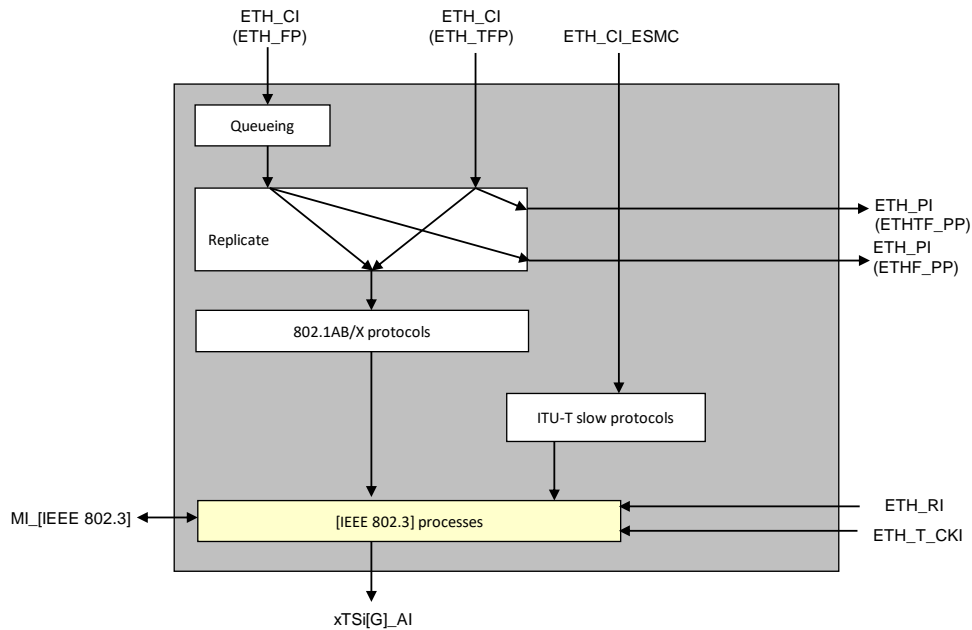 ETH_CI
(ETH_FP)
ETH_CI
(ETH_TFP)
ETH_CI_ESMC
Queueing
Replicate
ETH_PI
(ETHTF_PP)
ETH_PI
(ETHF_PP)
802.1AB/X protocols
ITU-T slow protocols
MI_[IEEE 802.3]
[IEEE 802.3] processes
ETH_RI
ETH_T_CKI
xTSi[G]_AI